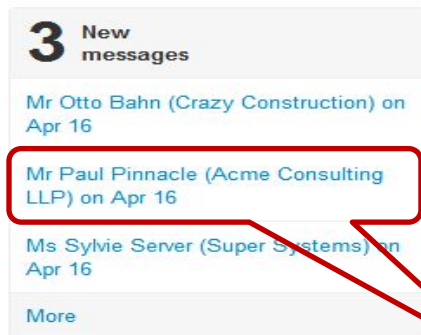 3 New
messages
Mr Otto Bahn (Crazy Construction) on
Apr 16
Mr Paul Pinnacle (Acme Consulting
LLP) on Apr 16
Ms Sylvie Server (Super Systems) on
Apr 16
More